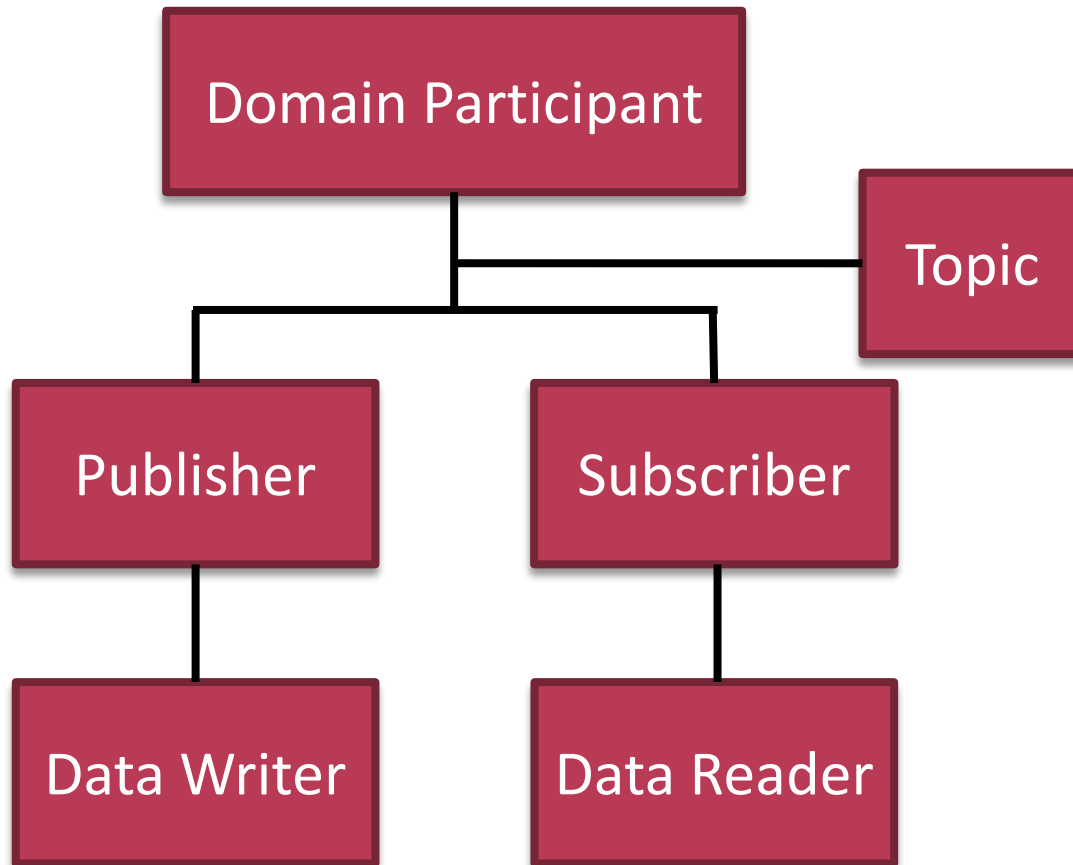 Domain Participant
Topic
Publisher
Subscriber
Data Writer
Data Reader